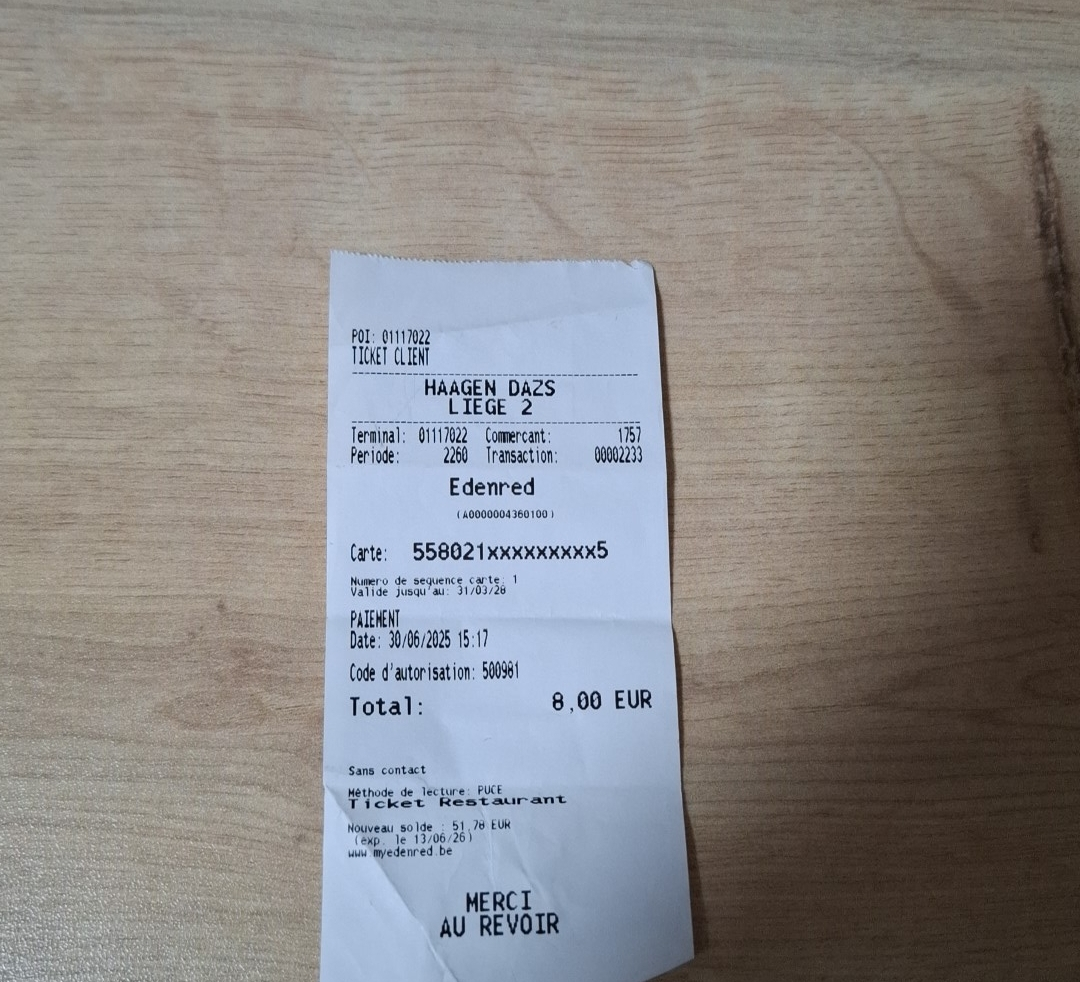 POI: 01117022
TICKET CLIENT
HAAGEN DAZS
LIEGE 2
Terminal: 01117022 Commercant: 1757
Periode: 2260 Transaction: 00002233
Edenred
(A0000004360100)
Carte: 558021xxxxxxxxx5
Numero de sequence carte: 1
Valide jusqu'au: 31/03/28
PAIEMENT
Date: 30/06/2025 15:17
Code d'autorisation: 500981
Total: 8,00 EUR
Sans contact
Méthode de lecture: PUCE
Ticket Restaurant
Nouveau solde : 51,78 EUR
(exp. le 13/06/26)
www.myedenred.be
MERCI
AU REVOIR